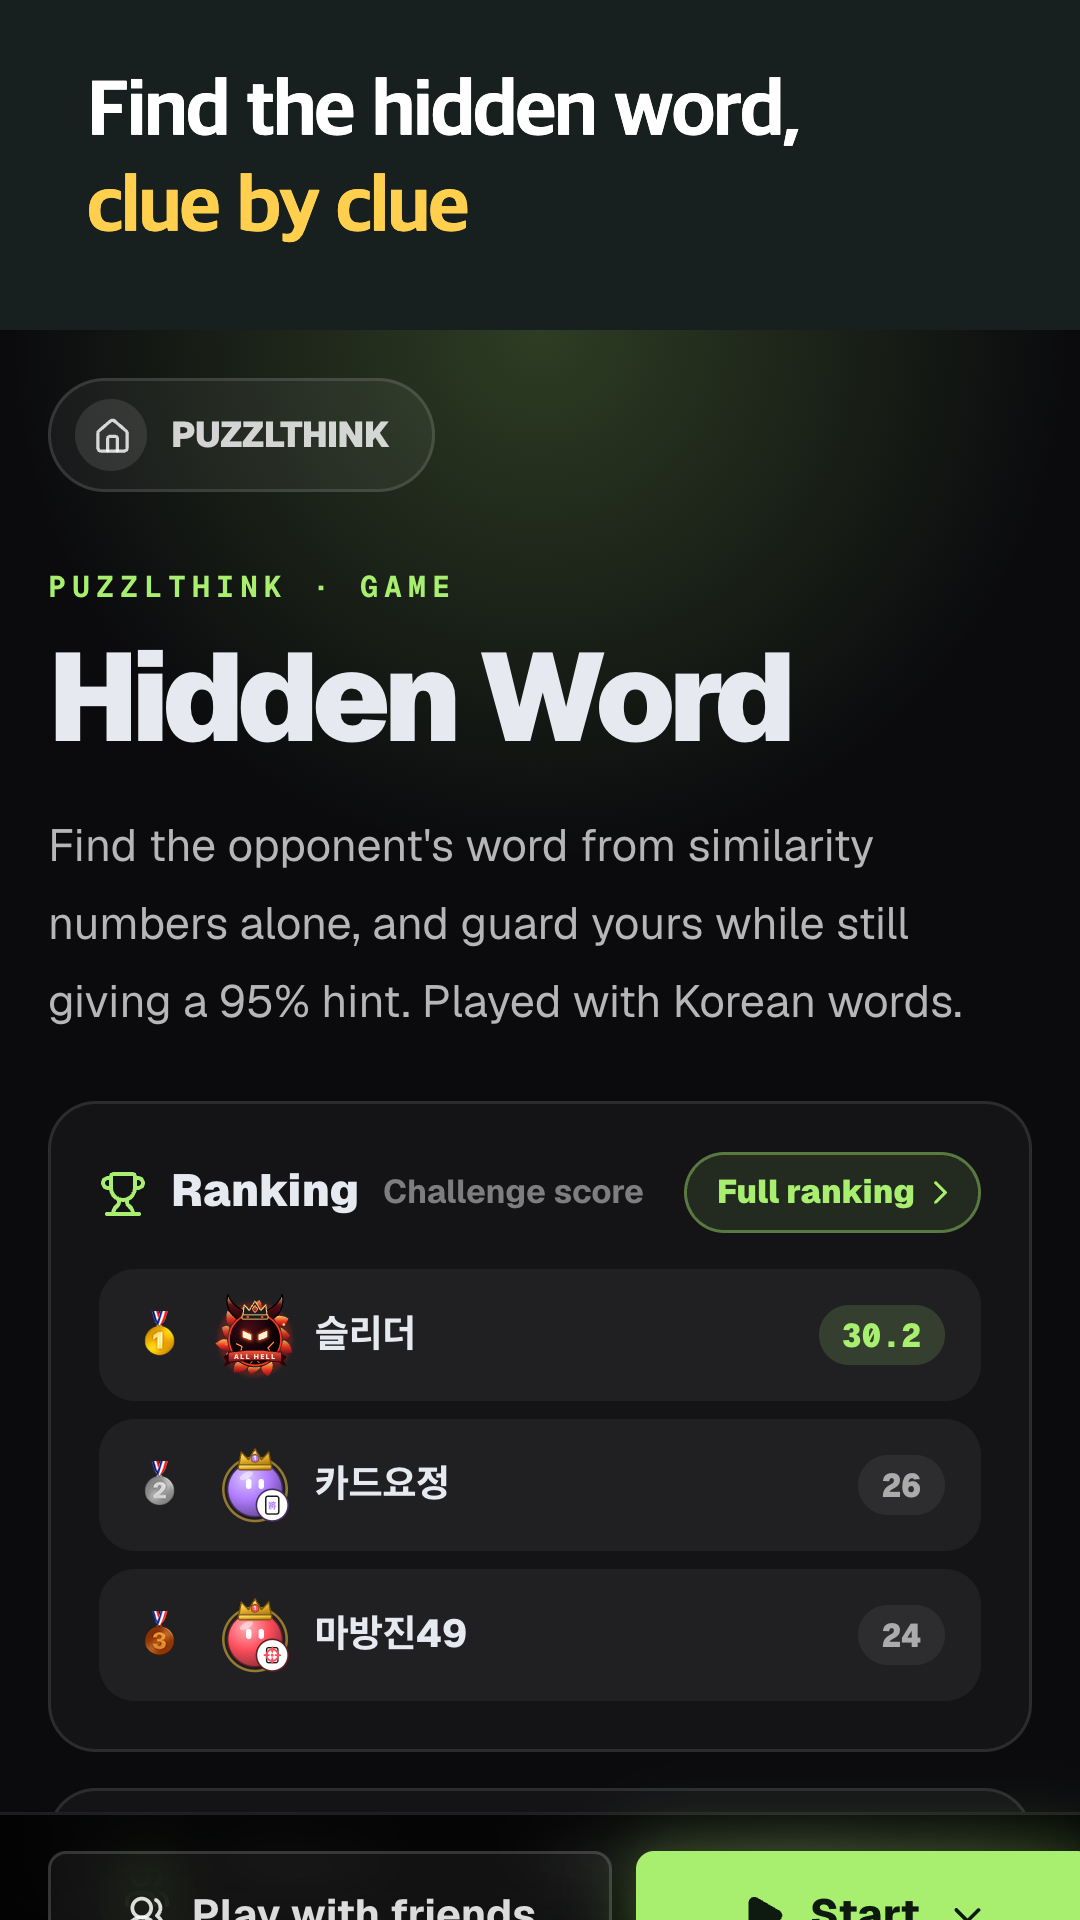 Find the hidden word,
clue by clue
PUZZLTHINK
PUZZLTHINK · GAME
Hidden Word
Find the opponent's word from similarity
numbers alone, and guard yours while still
giving a 95% hint. Played with Korean words.
Ranking Challenge score Full ranking
1 ALL HELL 슬리더 30.2
2 카드요정 26
3 마방진49 24
Play with friends Start